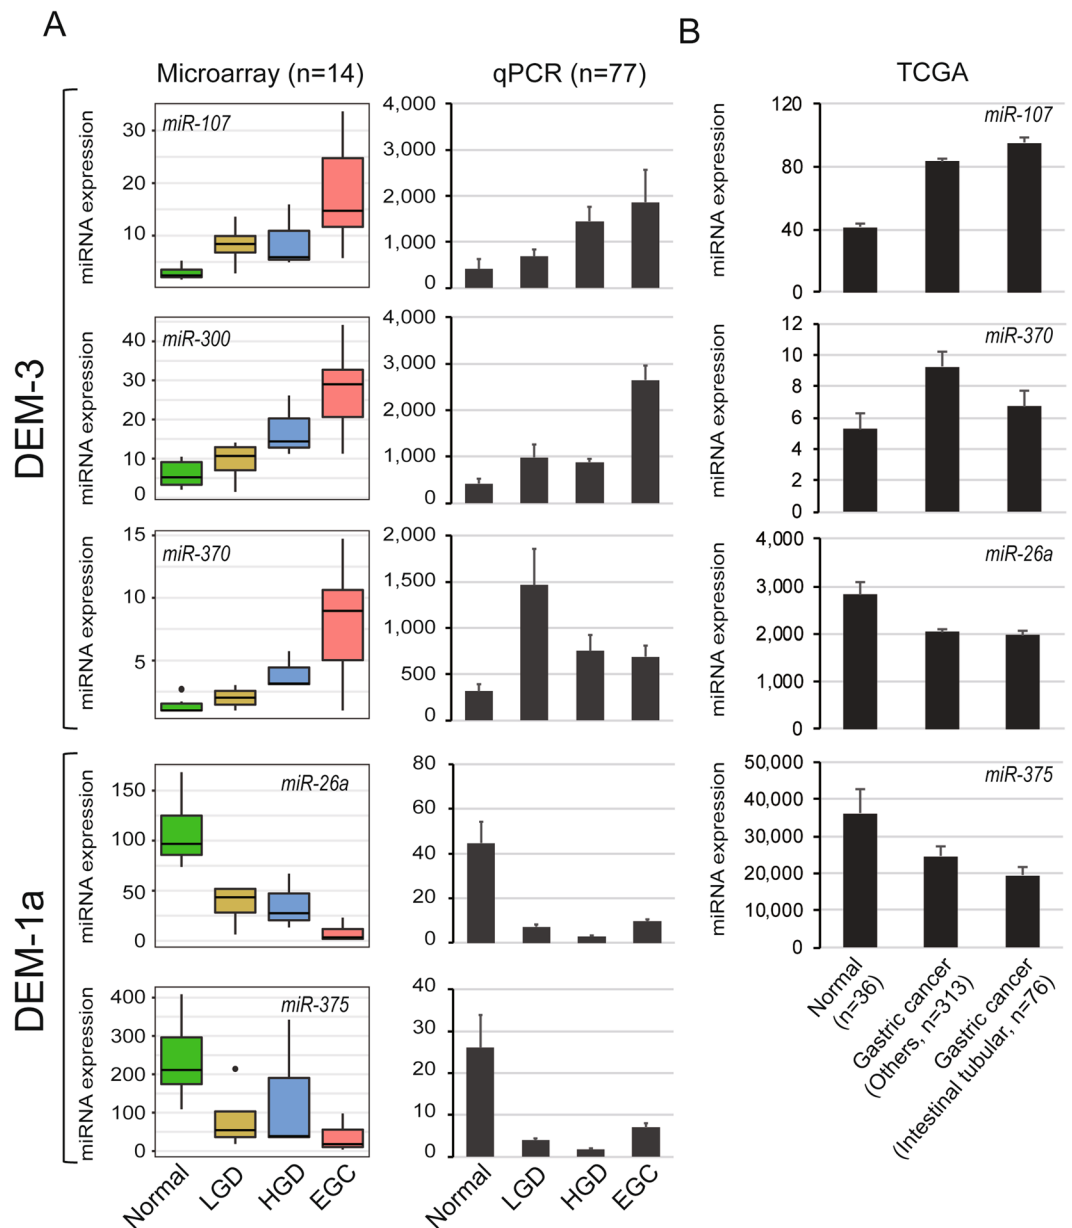 A
B
Microarray (n=14)
qPCR (n=77)
TCGA
DEM-3
miRNA expression
miR-107
30
20
10
4,000
3,000
2,000
1,000
0
miRNA expression
miR-107
120
80
40
0
miRNA expression
miR-300
40
30
20
10
0
4,000
3,000
2,000
1,000
0
miRNA expression
miR-370
12
10
8
6
4
2
0
miRNA expression
miR-370
15
10
5
2,000
1,500
1,000
500
0
miRNA expression
miR-26a
4,000
3,000
2,000
1,000
0
DEM-1a
miRNA expression
miR-26a
150
100
50
0
80
60
40
20
0
miRNA expression
miR-375
50,000
40,000
30,000
20,000
10,000
0
miRNA expression
miR-375
400
300
200
100
0
40
30
20
10
0
Normal
LGD
HGD
EGC
Normal
LGD
HGD
EGC
Normal
(n=36)
Gastric cancer
(Others, n=313)
Gastric cancer
(Intestinal tubular, n=76)